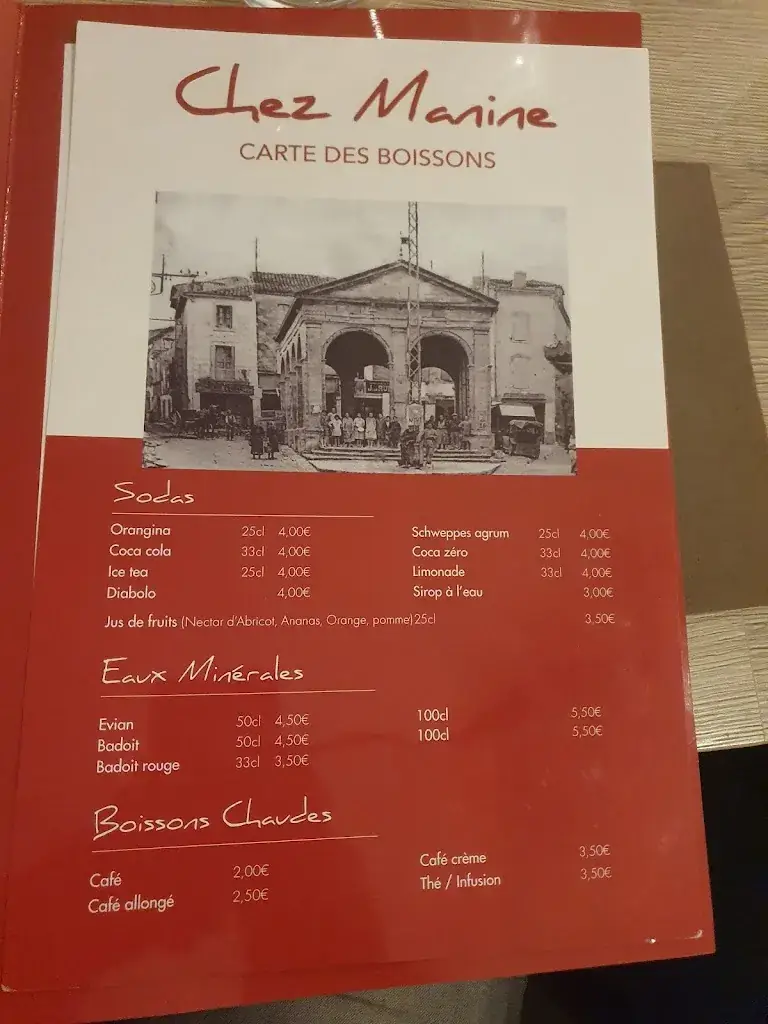 Chez Manine
CARTE DES BOISSONS
Sodas
Orangina 25cl 4,00€
Coca cola 33cl 4,00€
Ice tea 25cl 4,00€
Diabolo 4,00€
Schweppes agrum 25cl 4,00€
Coca zéro 33cl 4,00€
Limonade 33cl 4,00€
Sirop à l'eau 3,00€
Jus de fruits (Nectar d'Abricot, Ananas, Orange, pomme) 25cl 3,50€
Eaux Minérales
Evian 50cl 4,50€ 100cl 5,50€
Badoit 50cl 4,50€ 100cl 5,50€
Badoit rouge 33cl 3,50€
Boissons Chaudes
Café 2,00€
Café allongé 2,50€
Café crème 3,50€
Thé / Infusion 3,50€